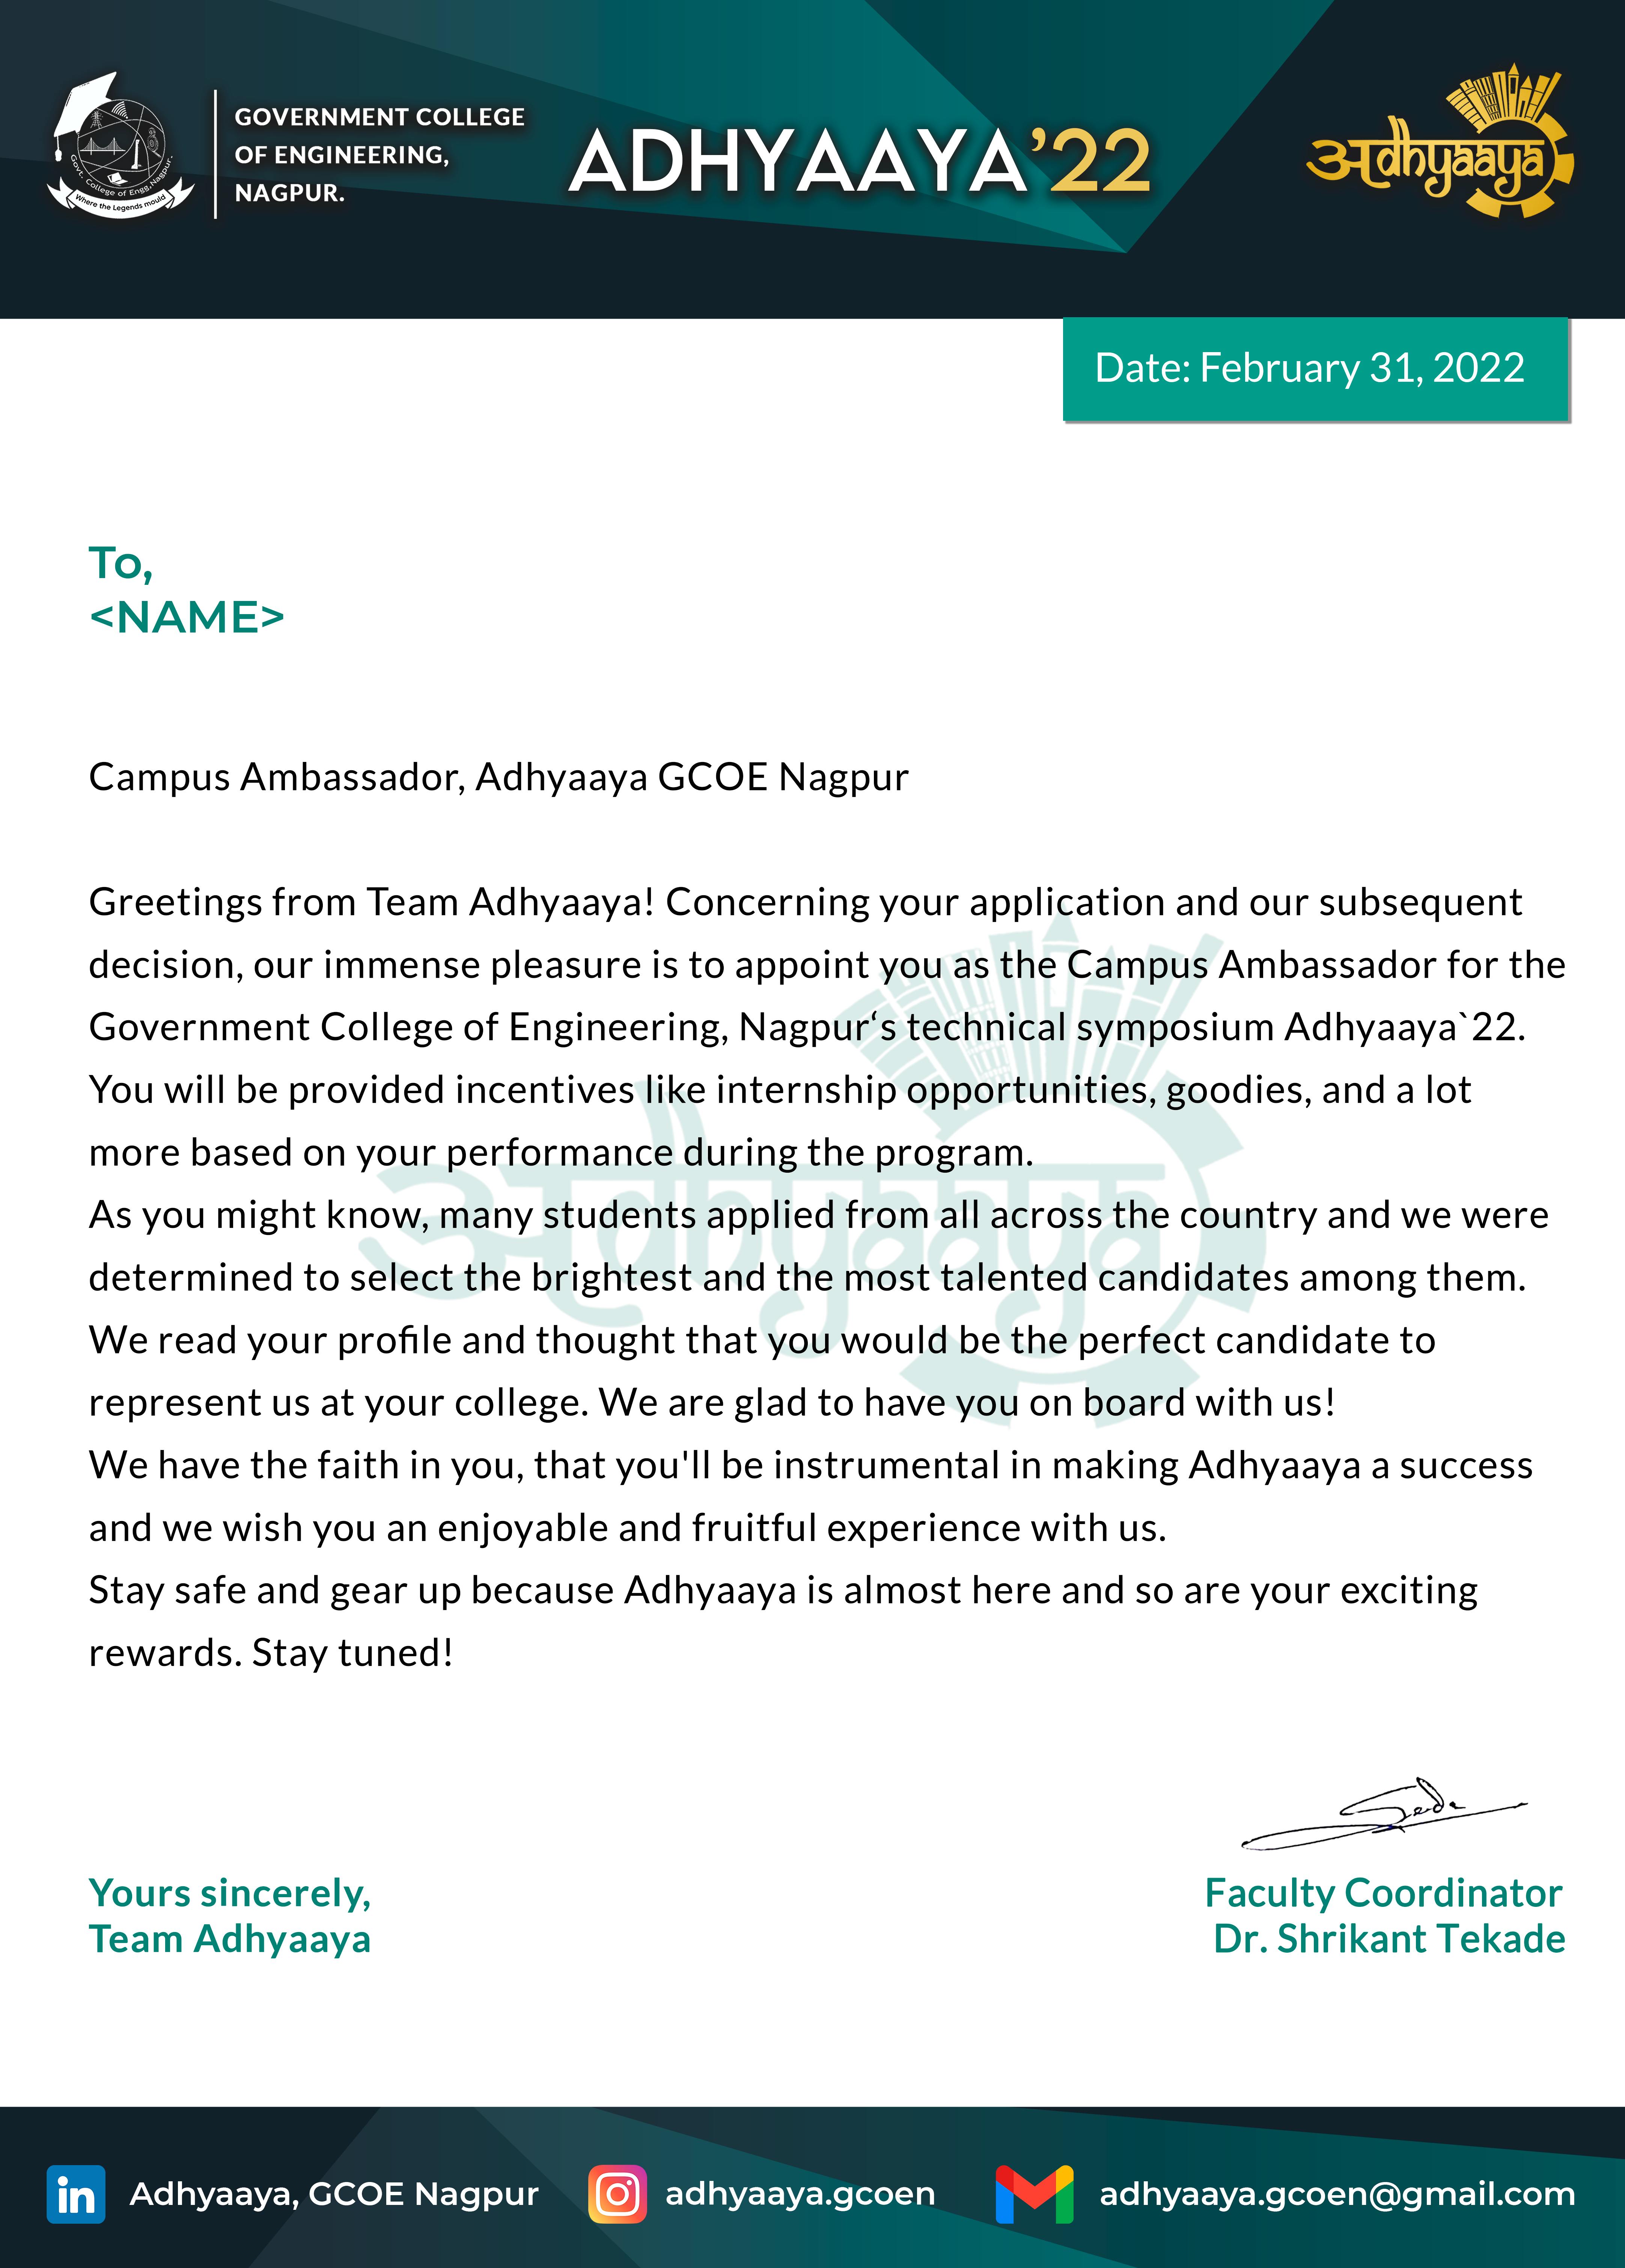 GOVERNMENT COLLEGE
OF ENGINEERING,
NAGPUR.
Govt. College of Engg, Nagpur.
Where the Legends mould
ADHYAAYA’22
अdhyaaya
Date: February 31, 2022
To,
<NAME>
Campus Ambassador, Adhyaaya GCOE Nagpur
Greetings from Team Adhyaaya! Concerning your application and our subsequent
decision, our immense pleasure is to appoint you as the Campus Ambassador for the
Government College of Engineering, Nagpur‘s technical symposium Adhyaaya`22.
You will be provided incentives like internship opportunities, goodies, and a lot
more based on your performance during the program.
As you might know, many students applied from all across the country and we were
determined to select the brightest and the most talented candidates among them.
We read your profile and thought that you would be the perfect candidate to
represent us at your college. We are glad to have you on board with us!
We have the faith in you, that you'll be instrumental in making Adhyaaya a success
and we wish you an enjoyable and fruitful experience with us.
Stay safe and gear up because Adhyaaya is almost here and so are your exciting
rewards. Stay tuned!
अdhyaaya
Yours sincerely,
Team Adhyaaya
Faculty Coordinator
Dr. Shrikant Tekade
in
Adhyaaya, GCOE Nagpur
adhyaaya.gcoen
adhyaaya.gcoen@gmail.com